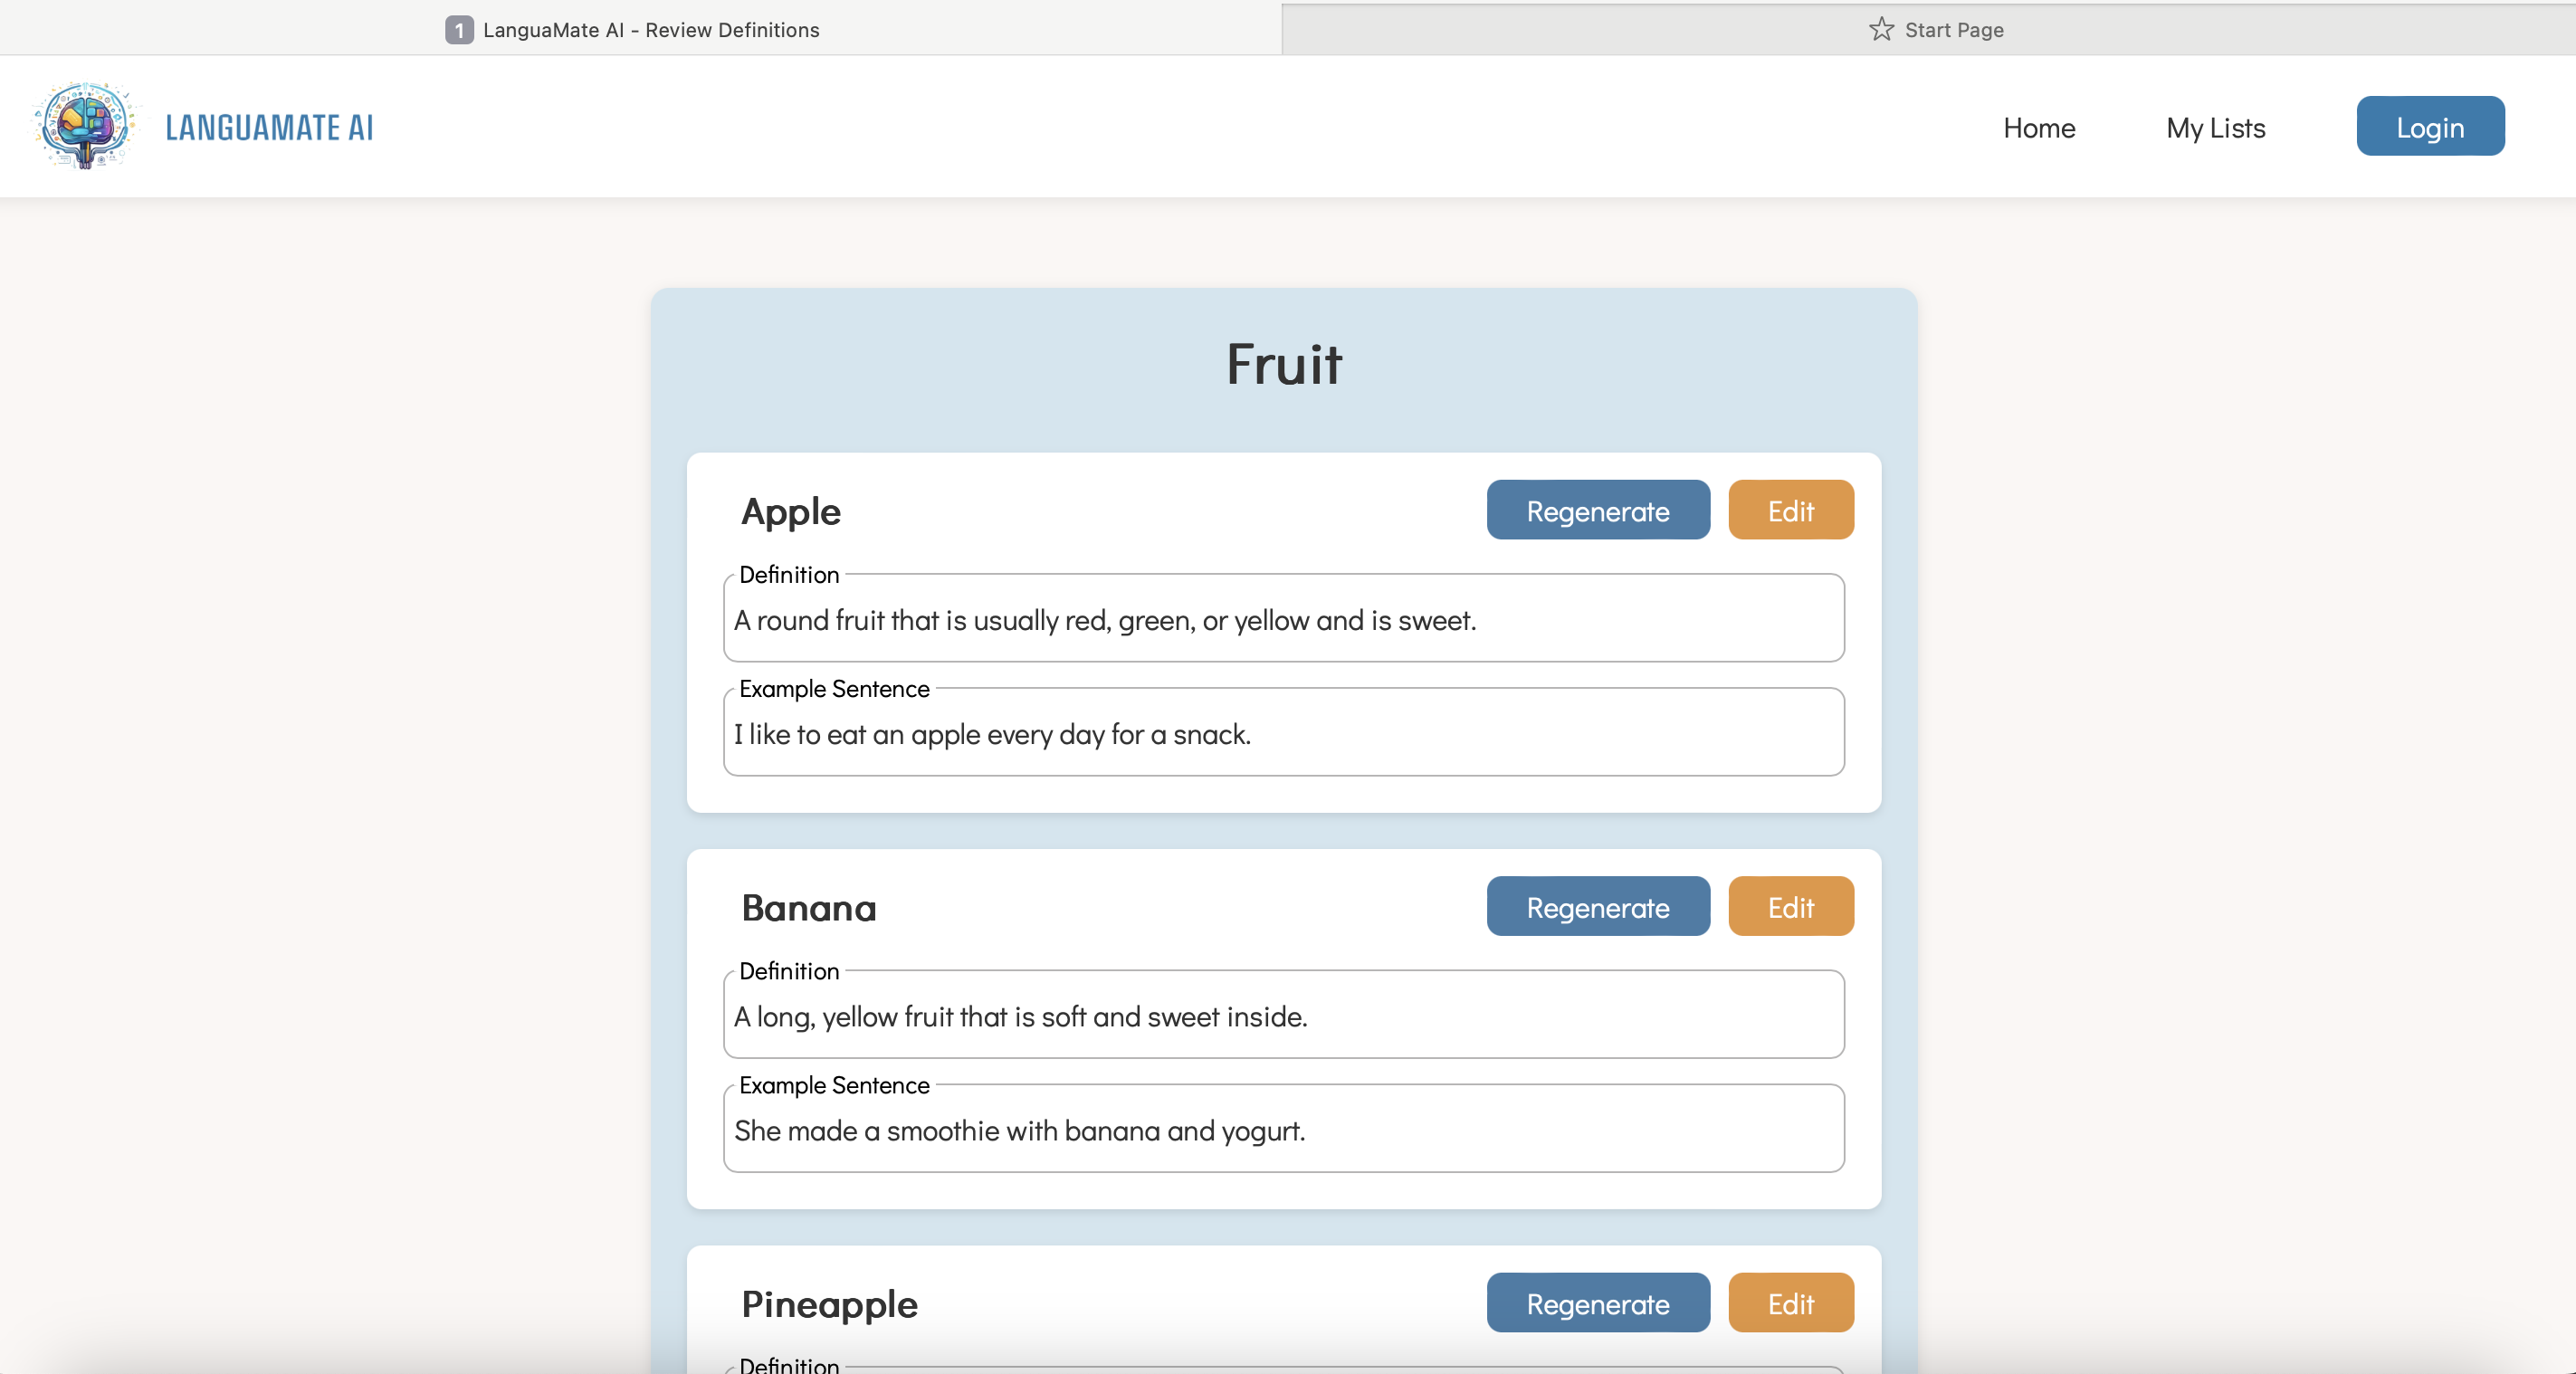 1 LanguaMate AI - Review Definitions
Start Page
LANGUAMATE AI
Home
My Lists
Login
Fruit
Apple
Regenerate
Edit
Definition
A round fruit that is usually red, green, or yellow and is sweet.
Example Sentence
I like to eat an apple every day for a snack.
Banana
Regenerate
Edit
Definition
A long, yellow fruit that is soft and sweet inside.
Example Sentence
She made a smoothie with banana and yogurt.
Pineapple
Regenerate
Edit
Definition